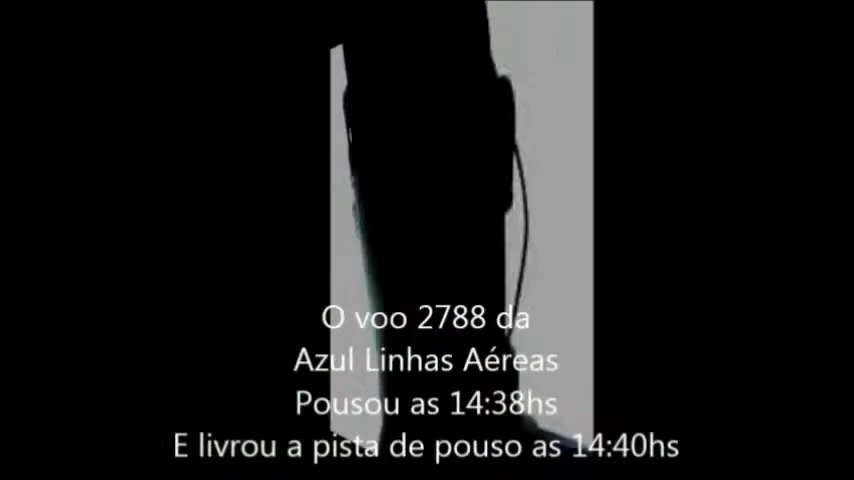 O voo 2788 da
Azul Linhas Aéreas
Pousou as 14:38hs
E livrou a pista de pouso as 14:40hs